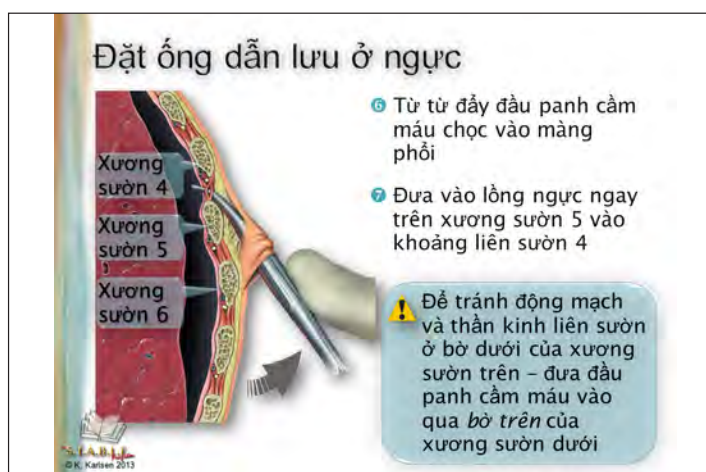 Đặt ống dẫn lưu ở ngực
❻ Từ từ đẩy đầu panh cầm
máu chọc vào màng
phổi
❼ Đưa vào lồng ngực ngay
trên xương sườn 5 vào
khoảng liên sườn 4
Xương
sườn 4
Xương
sườn 5
Xương
sườn 6
Để tránh động mạch
và thần kinh liên sườn
ở bờ dưới của xương
sườn trên – đưa đầu
panh cầm máu vào
qua bờ trên của
xương sườn dưới
S.T.A.B.L.E.
© K. Karlsen 2013